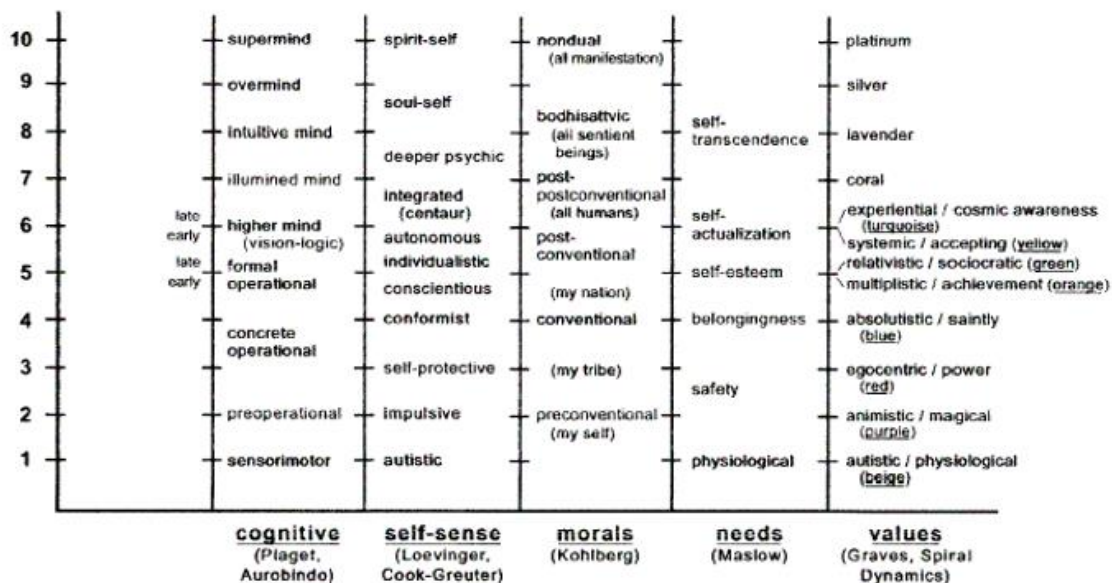 10 supermind spirit-self nondual platinum
(all manifestation)
9 overmind silver
soul-self
8 intuitive mind bodhisattvic self- lavender
(all sentient transcendence
beings)
deeper psychic
7 illumined mind post- coral
integrated postconventional
(centaur) (all humans)
late experiential / cosmic awareness
6 higher mind self- (turquoise)
early (vision-logic) autonomous post- actualization systemic / accepting (yellow)
conventional
late individualistic relativistic / sociocratic (green)
5 formal self-esteem
early operational conscientious (my nation) multiplistic / achievement (orange)
4 conformist conventional belongingness absolutistic / saintly
concrete (blue)
operational
3 self-protective (my tribe) egocentric / power
safety (red)
2 preoperational impulsive preconventional animistic / magical
(my self) (purple)
1 sensorimotor autistic physiological autistic / physiological
(beige)
cognitive self-sense morals needs values
(Piaget, (Loevinger, (Kohlberg) (Maslow) (Graves, Spiral
Aurobindo) Cook-Greuter) Dynamics)